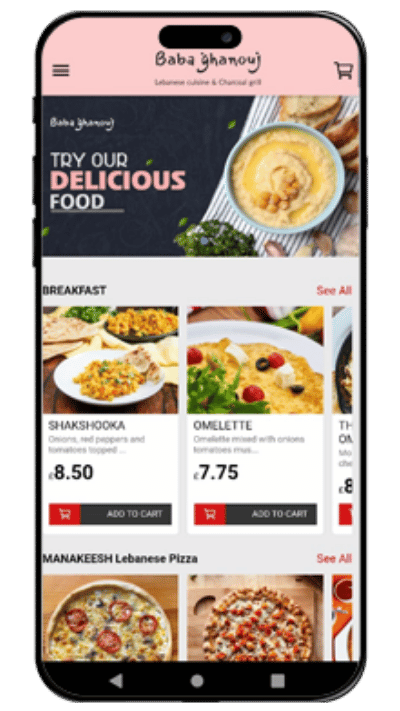 Baba ghanouj
Lebanese cuisine & Charcoal grill
Baba ghanouj
TRY OUR
DELICIOUS
FOOD
BREAKFAST
See All
SHAKSHOOKA
Onions, red peppers and
tomatoes topped ...
£8.50
ADD TO CART
OMELETTE
Omelette mixed with onions
tomatoes mus...
£7.75
ADD TO CART
TH
OM
Mo
che
£8
MANAKEESH Lebanese Pizza
See All